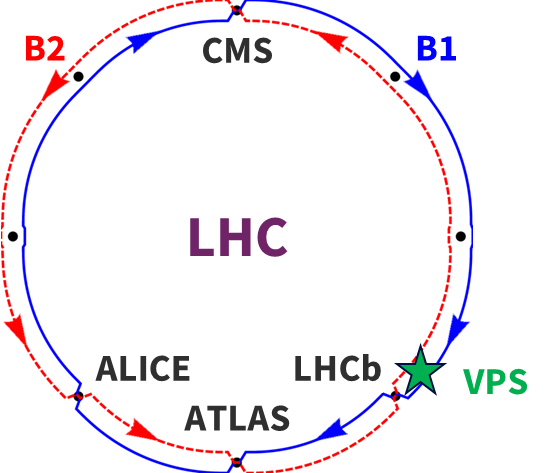 B2
CMS
B1
LHC
ALICE
LHCb
VPS
ATLAS